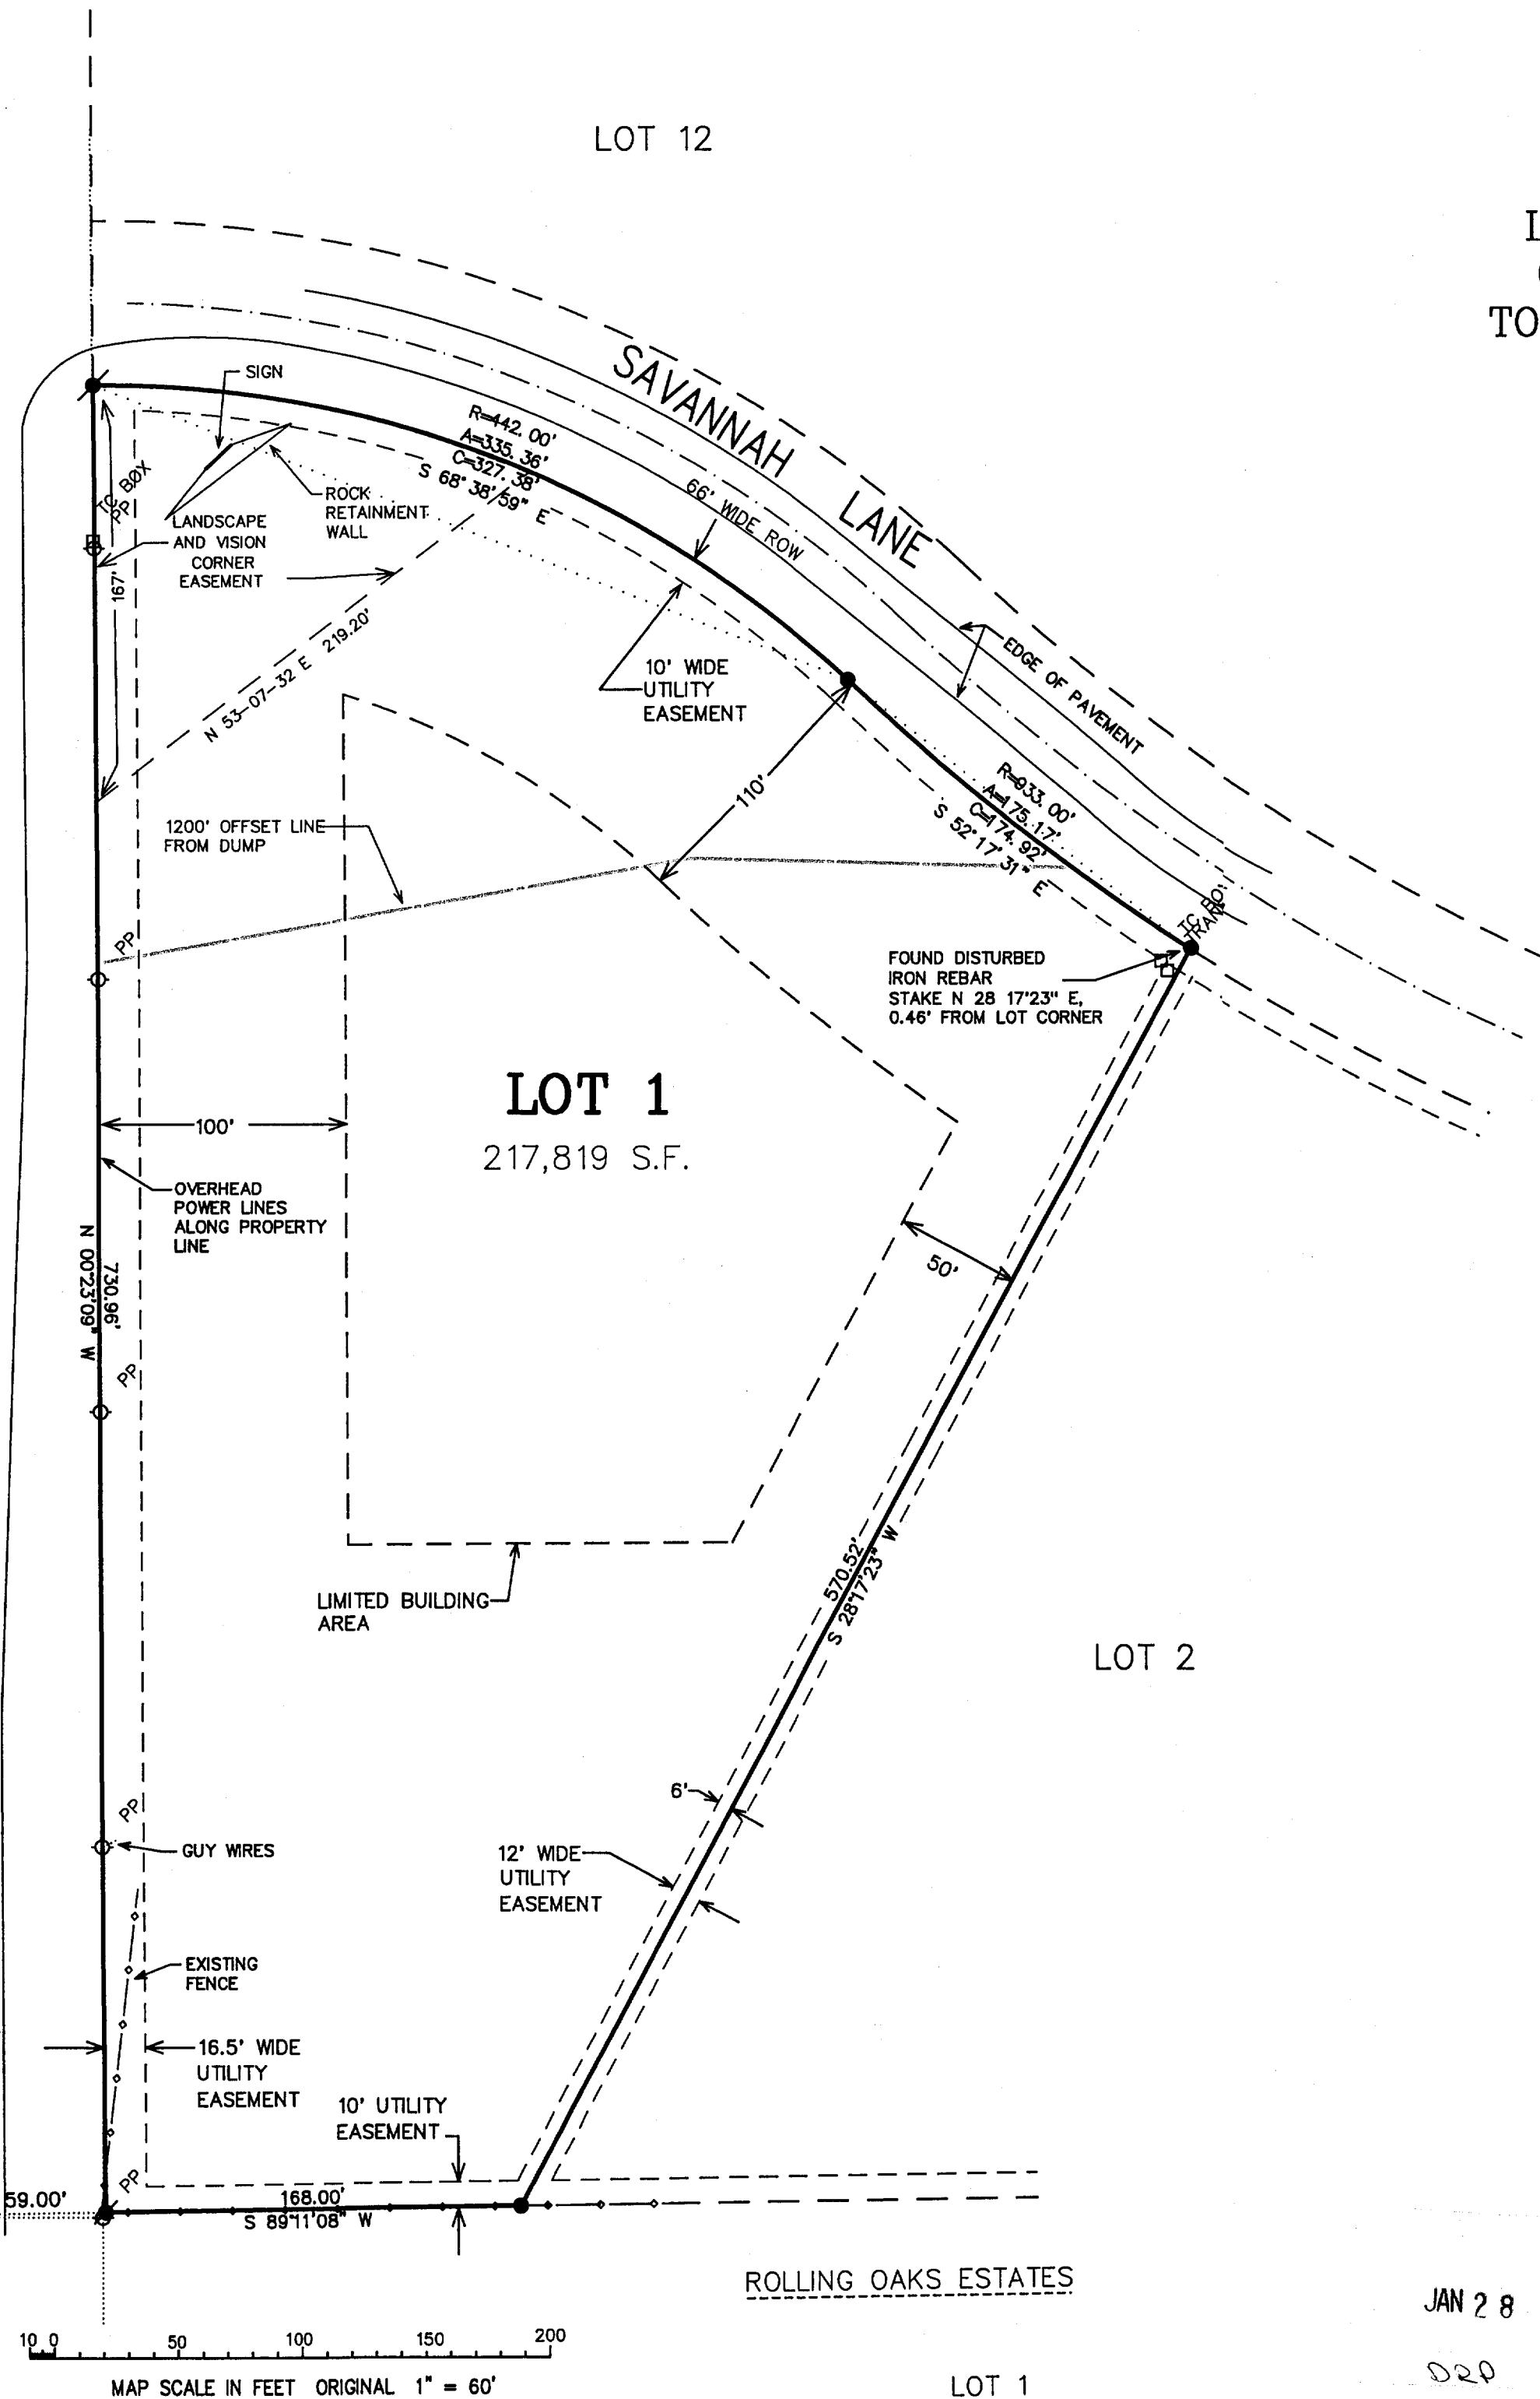 LOT 12
TO
SAVANNAH LANE
SIGN
R=442.00'
A=335.36'
C=327.38'
S 68°38'59" E
TC BOX
PP
ROCK
RETAINMENT
WALL
66' WIDE ROW
LANDSCAPE
AND VISION
CORNER
EASEMENT
167'
N 53-07-32 E 219.20'
10' WIDE
UTILITY
EASEMENT
EDGE OF PAVEMENT
110'
R=933.00'
A=175.17'
C=174.92'
S 52°17'31" E
1200' OFFSET LINE
FROM DUMP
PP
TC
FOUND DISTURBED
IRON REBAR
STAKE N 28 17'23" E,
0.46' FROM LOT CORNER
LOT 1
217,819 S.F.
100'
OVERHEAD
POWER LINES
ALONG PROPERTY
LINE
730.96'
N 00°23'09" W
50'
PP
LIMITED BUILDING
AREA
570.52'
S 28°17'23" W
LOT 2
6'
PP
GUY WIRES
12' WIDE
UTILITY
EASEMENT
EXISTING
FENCE
16.5' WIDE
UTILITY
EASEMENT
10' UTILITY
EASEMENT
PP
59.00'
168.00'
S 89°11'08" W
ROLLING OAKS ESTATES
JAN 28
10 0 50 100 150 200
MAP SCALE IN FEET ORIGINAL 1" = 60'
LOT 1